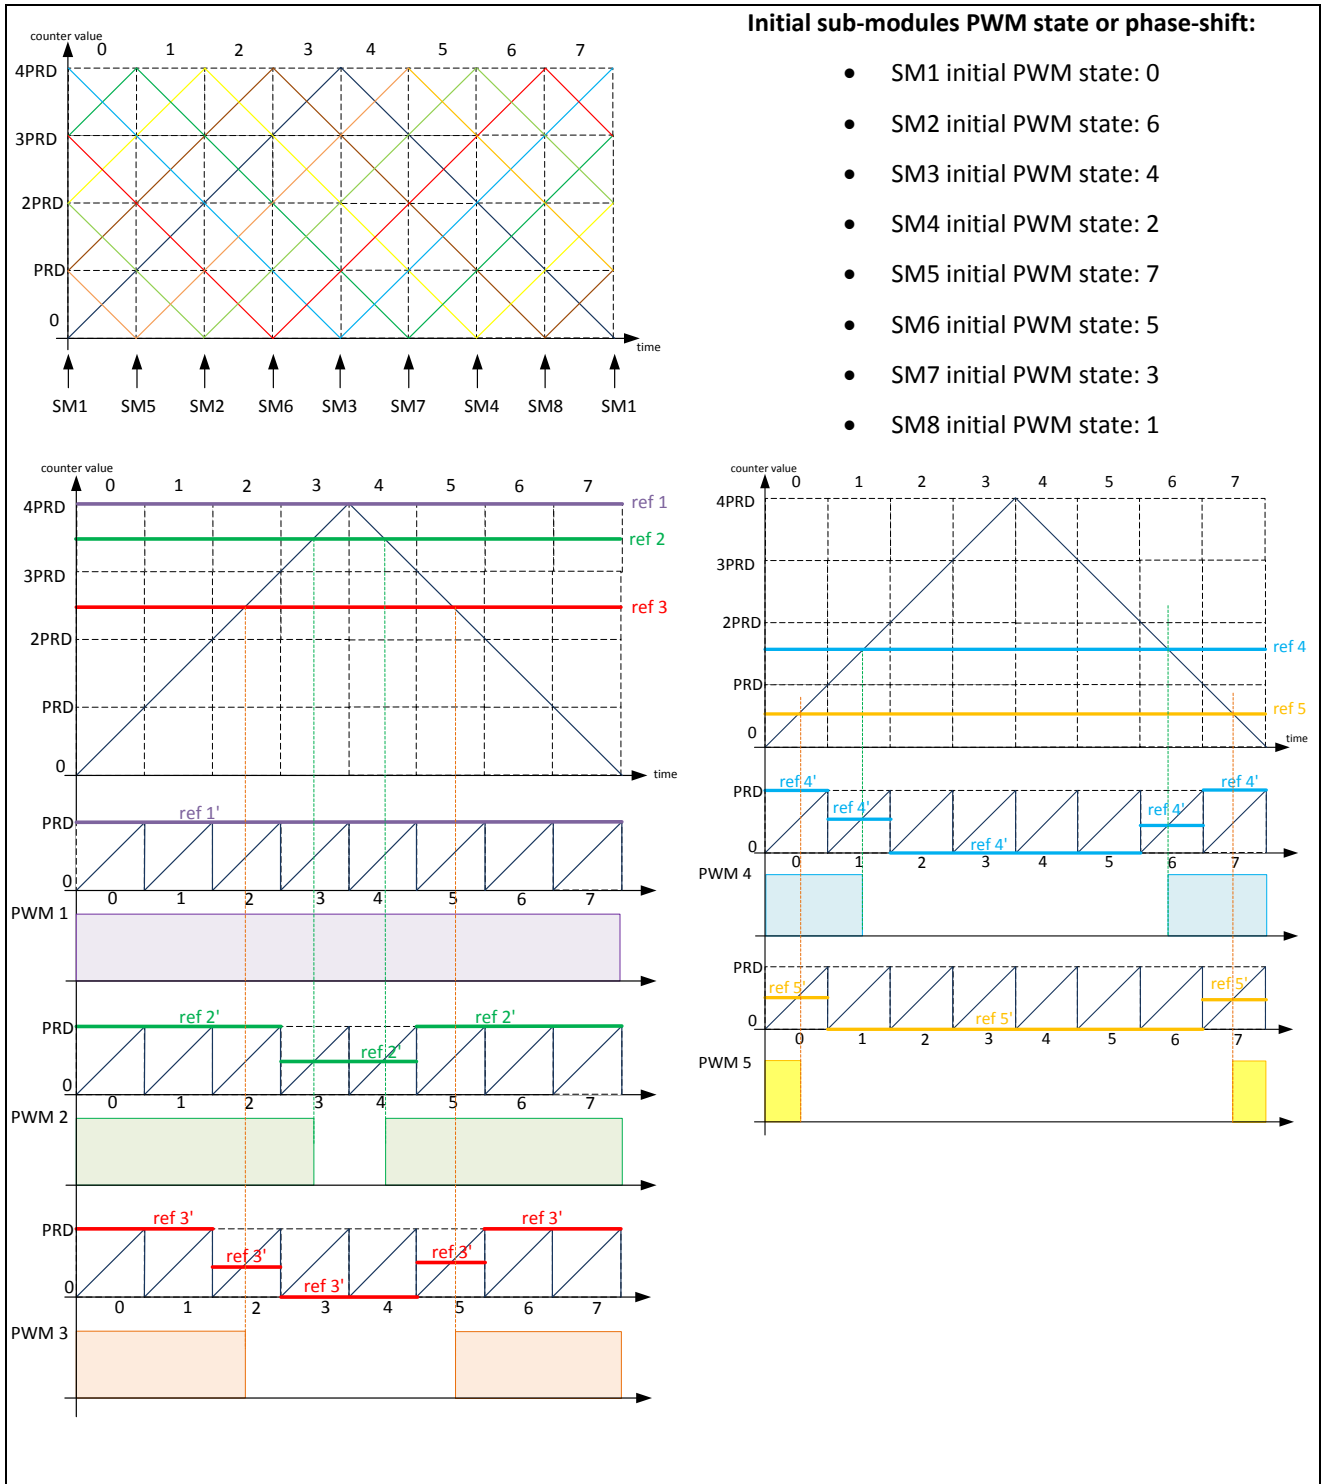 Initial sub-modules PWM state or phase-shift:
counter value
0 1 2 3 4 5 6 7
4PRD
3PRD
2PRD
PRD
0
time
SM1 SM5 SM2 SM6 SM3 SM7 SM4 SM8 SM1
• SM1 initial PWM state: 0
• SM2 initial PWM state: 6
• SM3 initial PWM state: 4
• SM4 initial PWM state: 2
• SM5 initial PWM state: 7
• SM6 initial PWM state: 5
• SM7 initial PWM state: 3
• SM8 initial PWM state: 1
counter value
0 1 2 3 4 5 6 7
4PRD
ref 1
ref 2
3PRD
ref 3
2PRD
PRD
0
time
ref 1'
PRD
0
0 1 2 3 4 5 6 7
PWM 1
ref 2' ref 2'
PRD
ref 2'
0
0 1 2 3 4 5 6 7
PWM 2
ref 3' ref 3'
PRD
ref 3' ref 3'
ref 3'
0
0 1 2 3 4 5 6 7
PWM 3
counter value
0 1 2 3 4 5 6 7
4PRD
3PRD
2PRD
ref 4
PRD
ref 5
0
time
ref 4' ref 4'
PRD
ref 4' ref 4'
ref 4'
0
0 1 2 3 4 5 6 7
PWM 4
PRD
ref 5' ref 5'
ref 5'
0
0 1 2 3 4 5 6 7
PWM 5